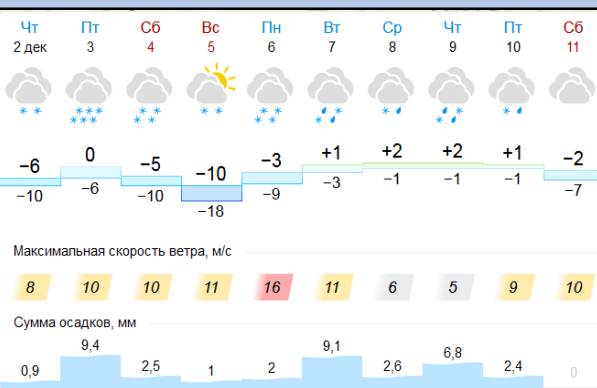 Чт Пт Сб Вс Пн Вт Ср Чт Пт Сб
2 дек 3 4 5 6 7 8 9 10 11
−6 0 −5 −10 −3 +1 +2 +2 +1 −2
−10 −6 −10 −18 −9 −3 −1 −1 −1 −7
Максимальная скорость ветра, м/с
8 10 10 11 16 11 6 5 9 10
Сумма осадков, мм
0,9 9,4 2,5 1 2 9,1 2,6 6,8 2,4 0